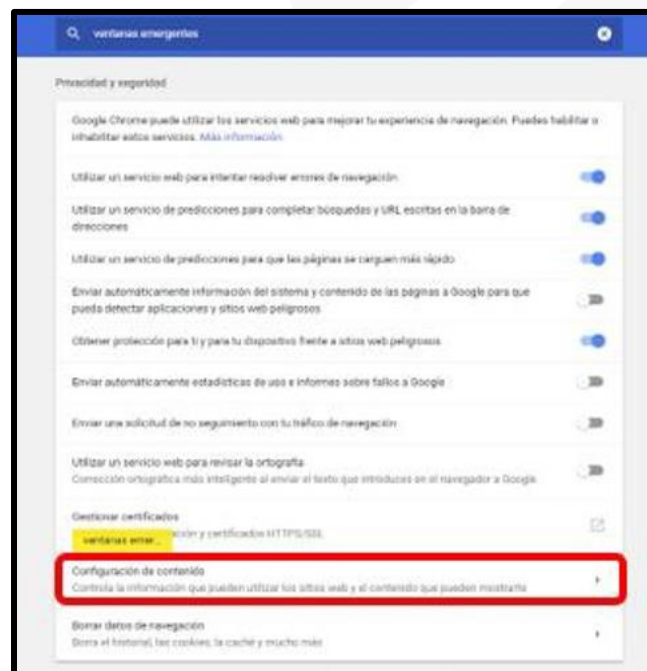 ventanas emergentes
Privacidad y seguridad
Google Chrome puede utilizar los servicios web para mejorar tu experiencia de navegación. Puedes habilitar o
inhabilitar estos servicios. Más información
Utilizar un servicio web para intentar resolver errores de navegación
Utilizar un servicio de predicciones para completar búsquedas y URL escritas en la barra de
direcciones
Utilizar un servicio de predicciones para que las páginas se carguen más rápido
Enviar automáticamente información del sistema y contenido de las páginas a Google para que
pueda detectar aplicaciones y sitios web peligrosos
Obtener protección para ti y para tu dispositivo frente a sitios web peligrosos
Enviar automáticamente estadísticas de uso e informes sobre fallos a Google
Enviar una solicitud de no seguimiento con tu tráfico de navegación
Utilizar un servicio web para revisar la ortografía
Corrección ortográfica más inteligente al enviar el texto que introduces en el navegador a Google
Gestionar certificados
ventanas emer... ación y certificados HTTPS/SSL
Configuración de contenido
Controla la información que pueden utilizar los sitios web y el contenido que pueden mostrarte
Borrar datos de navegación
Borra el historial, las cookies, la caché y mucho más